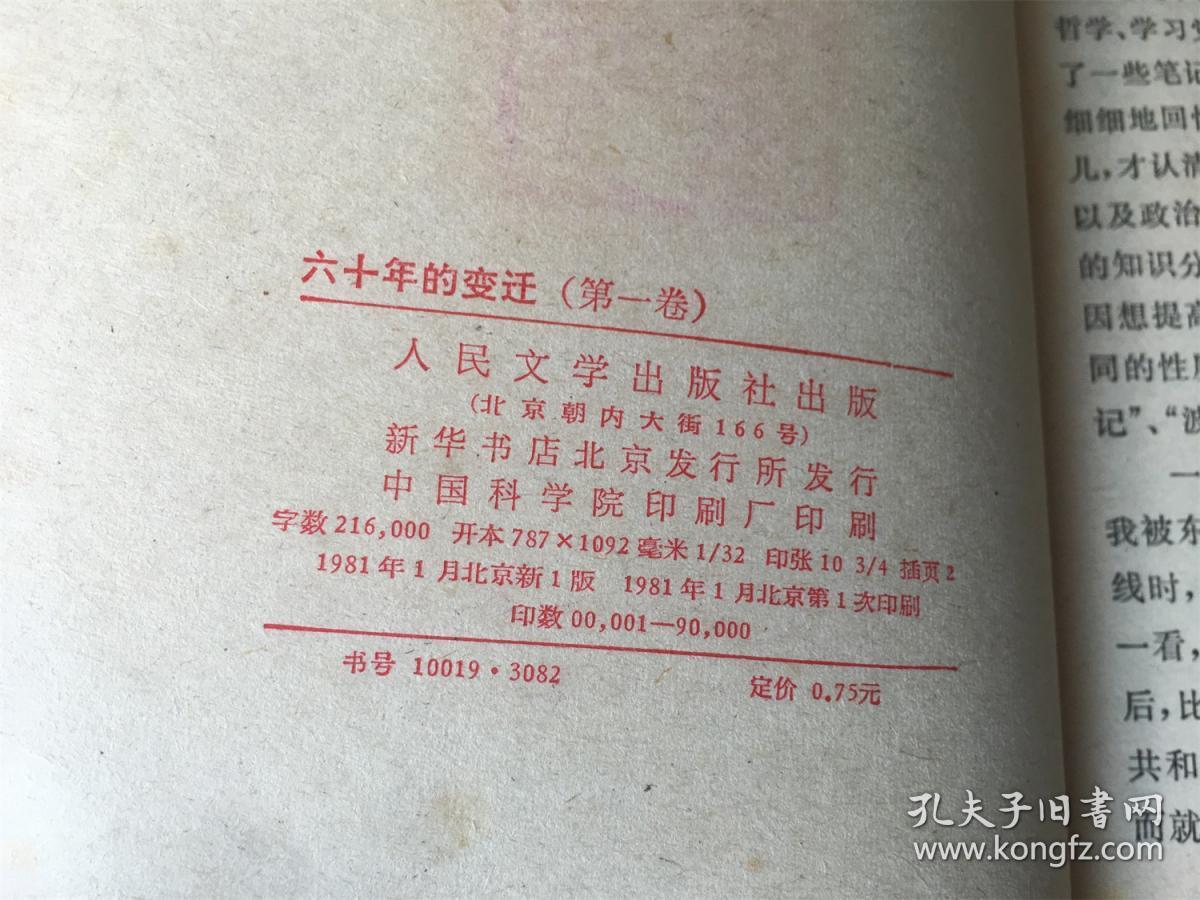 六十年的变迁（第一卷）
人民文学出版社出版
（北京朝内大街166号）
新华书店北京发行所发行
中国科学院印刷厂印刷
字数216,000 开本787×1092毫米1/32 印张10 3/4 插页2
1981年1月北京新1版 1981年1月北京第1次印刷
印数00,001—90,000
书号 10019·3082 定价 0.75元
哲学、学习
了一些笔记
细细地回
儿，才认
以及政治
的知识分
因想提高
同的性
记”、“
一
我被东
线时，
一看，
后，比
共和
而就
孔夫子旧书网
www.kongfz.com